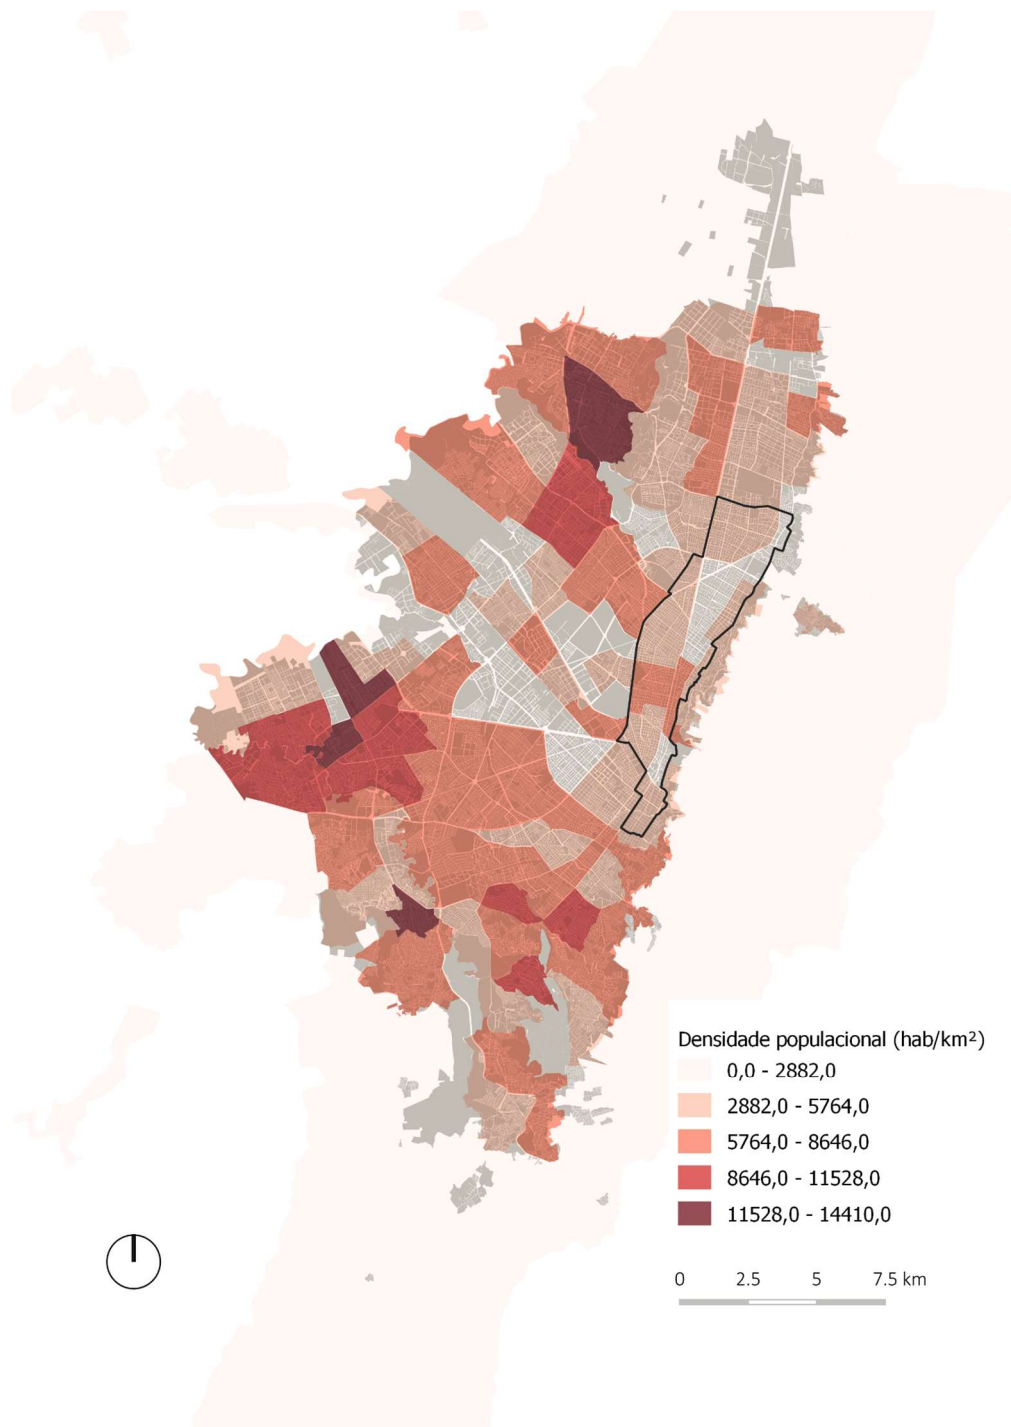 Densidade populacional (hab/km²)
0,0 - 2882,0
2882,0 - 5764,0
5764,0 - 8646,0
8646,0 - 11528,0
11528,0 - 14410,0
0 2.5 5 7.5 km